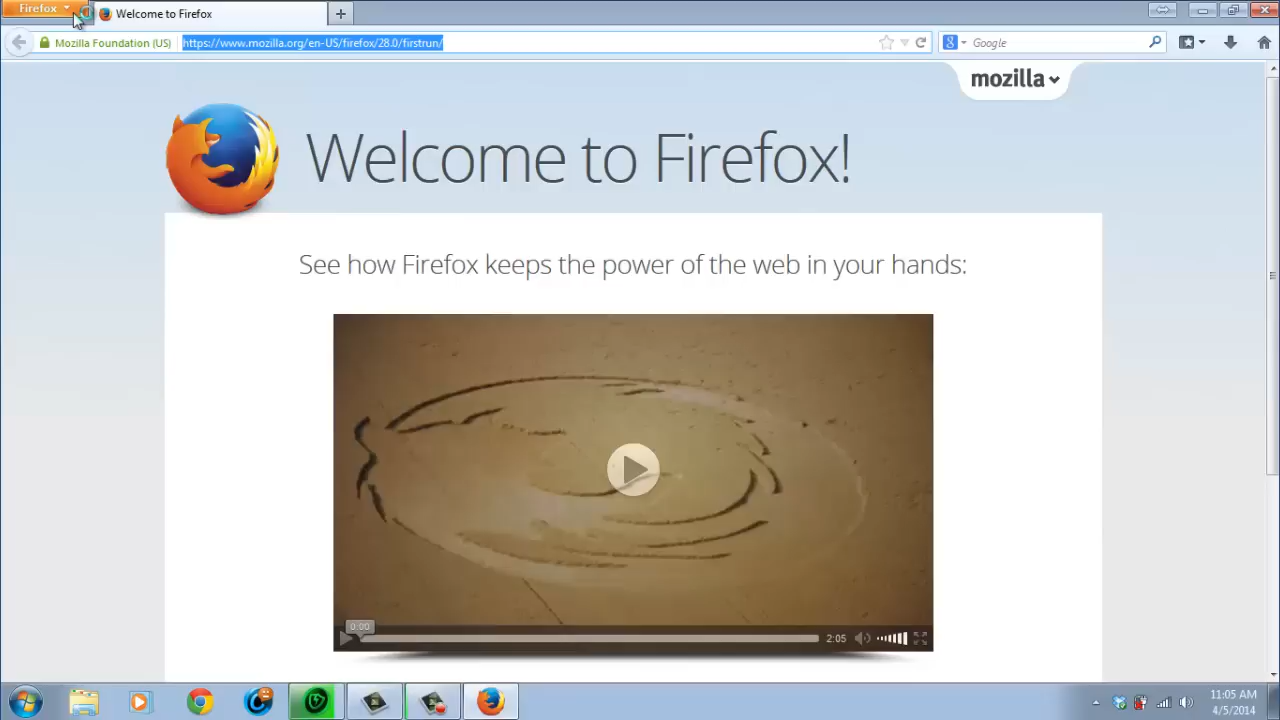 Firefox
Welcome to Firefox
Mozilla Foundation (US)
https://www.mozilla.org/en-US/firefox/28.0/firstrun/
Google
mozilla
Welcome to Firefox!
See how Firefox keeps the power of the web in your hands:
0:00
2:05
11:05 AM
4/5/2014